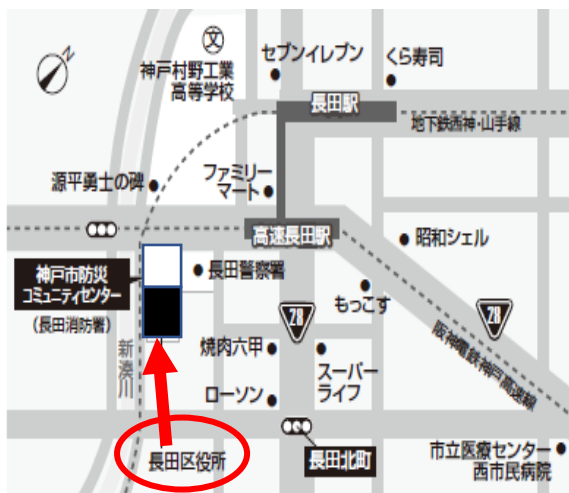 N
文
神戸村野工業
高等学校
セブンイレブン
くら寿司
長田駅
地下鉄西神・山手線
源平勇士の碑
ファミリー
マート
高速長田駅
昭和シェル
神戸市防災
コミュニティセンター
(長田消防署)
長田警察署
もっこす
28
28
新湊川
焼肉六甲
スーパー
ライフ
阪神電鉄神戸高速線
ローソン
長田区役所
長田北町
市立医療センター
西市民病院